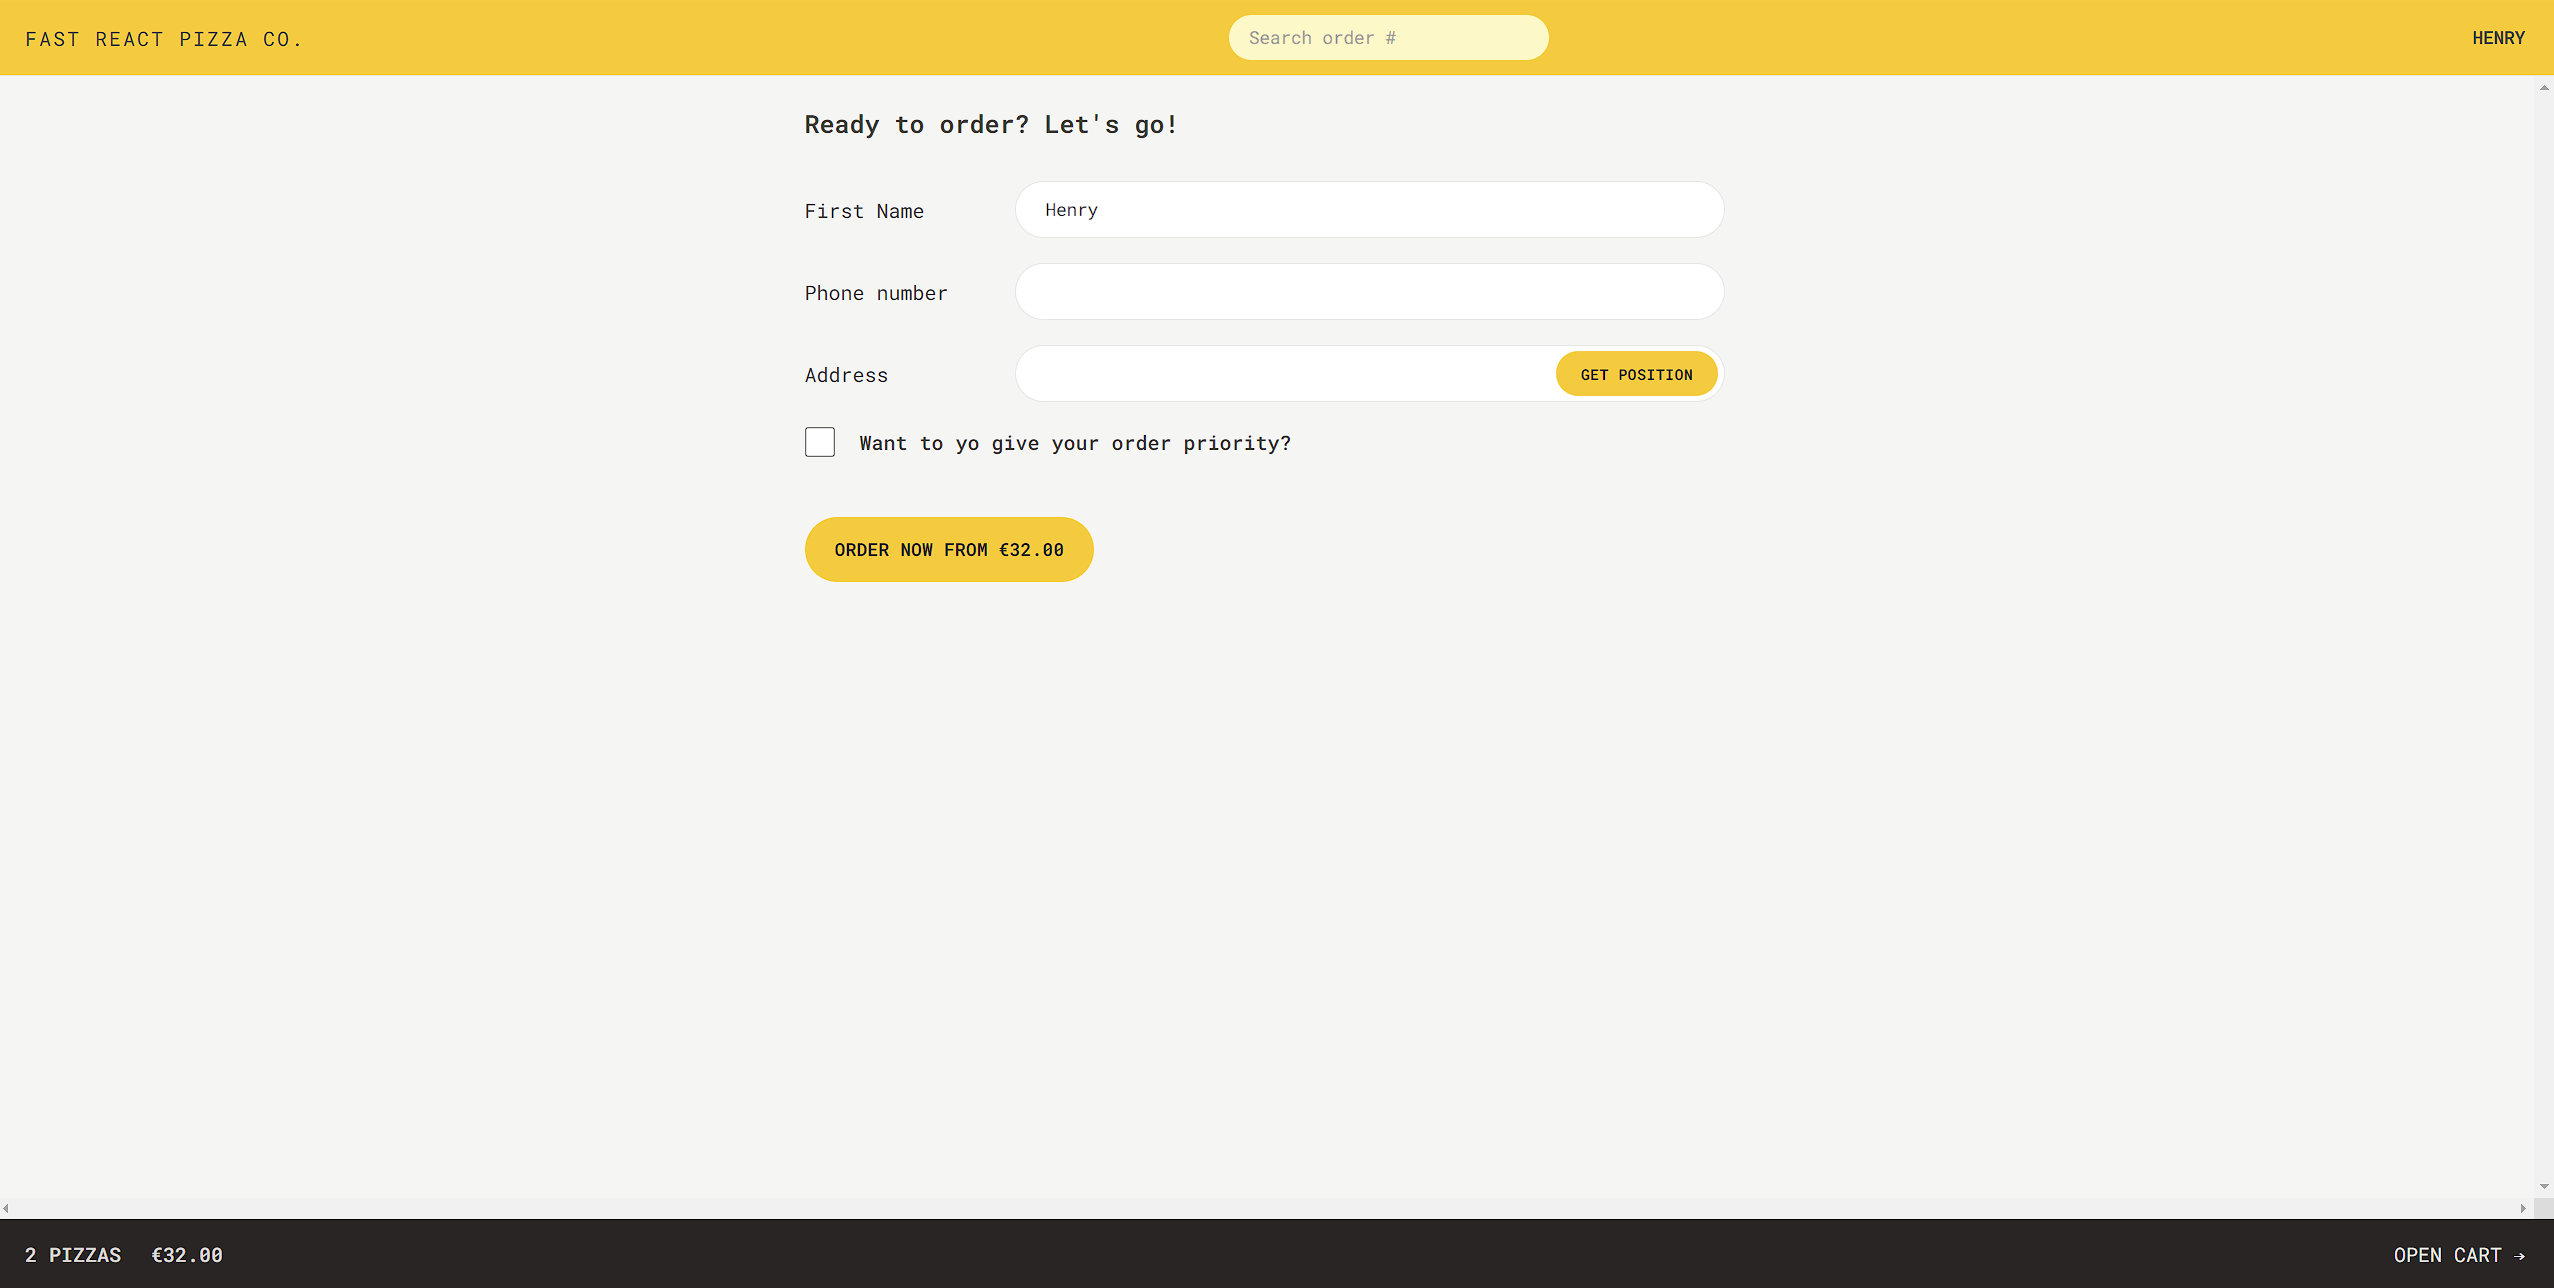 FAST REACT PIZZA CO.
Search order #
HENRY
Ready to order? Let's go!
First Name
Henry
Phone number
Address
GET POSITION
Want to yo give your order priority?
ORDER NOW FROM €32.00
2 PIZZAS €32.00
OPEN CART →